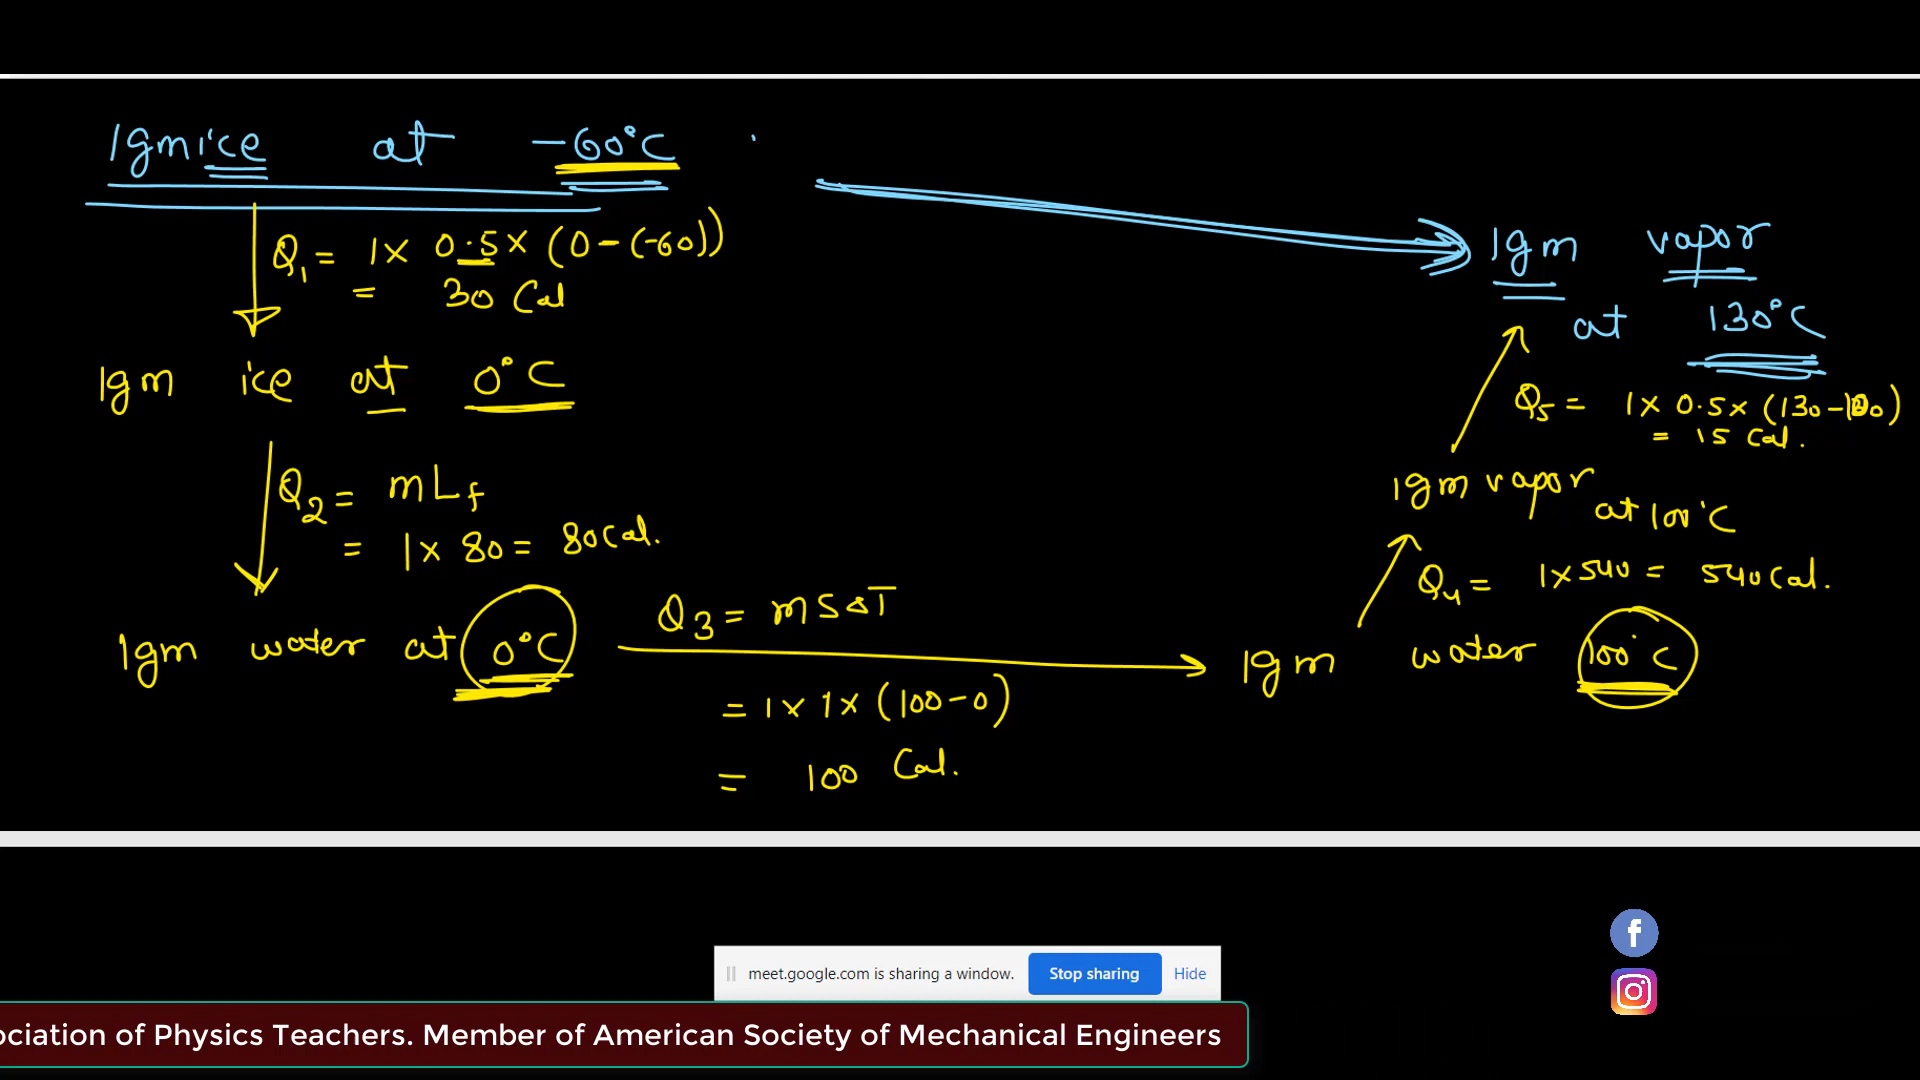 1gm ice at -60°C
Q1 = 1 × 0.5 × (0-(-60))
= 30 Cal
1gm ice at 0°C
Q2 = mLf
= 1 × 80 = 80 Cal.
1gm water at 0°C
Q3 = mSΔT
= 1 × 1 × (100-0)
= 100 Cal.
1gm water 100°C
Q4 = 1 × 540 = 540 Cal.
1gm vapor
at 100°C
Q5 = 1 × 0.5 × (130-100)
= 15 Cal.
1gm vapor
at 130°C
meet.google.com is sharing a window. Stop sharing Hide
ociation of Physics Teachers. Member of American Society of Mechanical Engineers